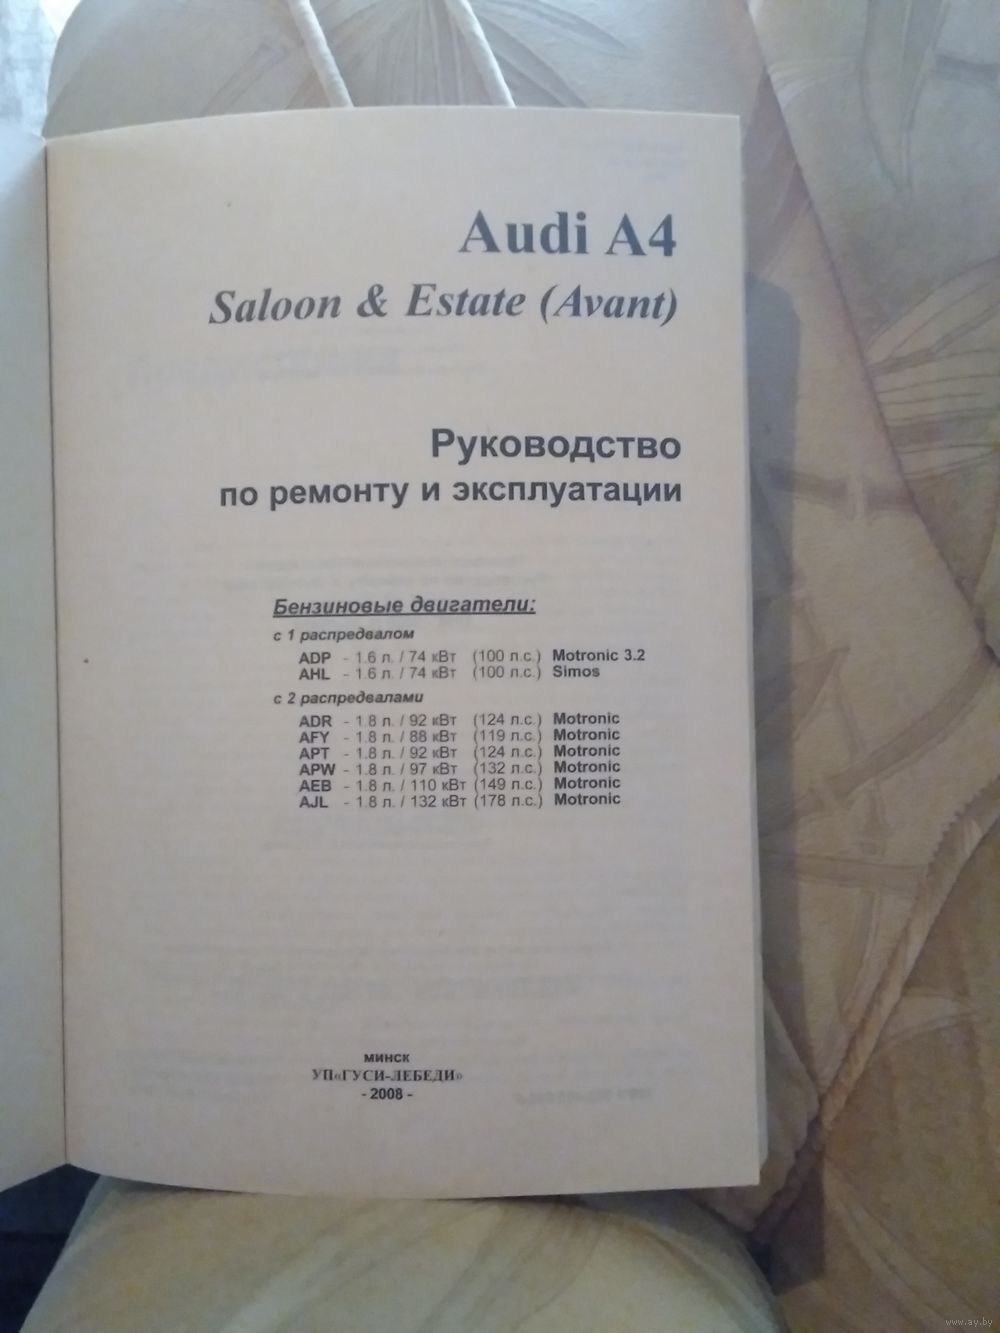 Audi A4
Saloon & Estate (Avant)
Руководство
по ремонту и эксплуатации
Бензиновые двигатели:
с 1 распредвалом
ADP - 1.6 л. / 74 кВт (100 л.с.) Motronic 3.2
AHL - 1.6 л. / 74 кВт (100 л.с.) Simos
с 2 распредвалами
ADR - 1.8 л. / 92 кВт (124 л.с.) Motronic
AFY - 1.8 л. / 88 кВт (119 л.с.) Motronic
APT - 1.8 л. / 92 кВт (124 л.с.) Motronic
APW - 1.8 л. / 97 кВт (132 л.с.) Motronic
AEB - 1.8 л. / 110 кВт (149 л.с.) Motronic
AJL - 1.8 л. / 132 кВт (178 л.с.) Motronic
МИНСК
УП«ГУСИ-ЛЕБЕДИ»
- 2008 -
www.ay.by